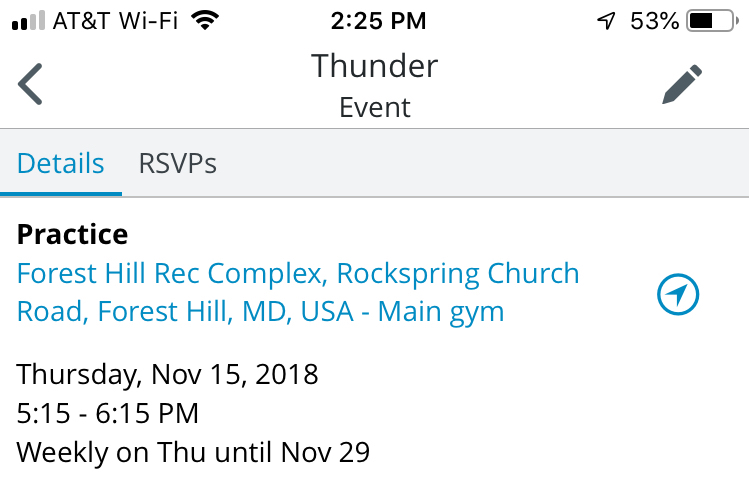 AT&T Wi-Fi 2:25 PM 53%
Thunder
Event
Details RSVPs
Practice
Forest Hill Rec Complex, Rockspring Church
Road, Forest Hill, MD, USA - Main gym
Thursday, Nov 15, 2018
5:15 - 6:15 PM
Weekly on Thu until Nov 29